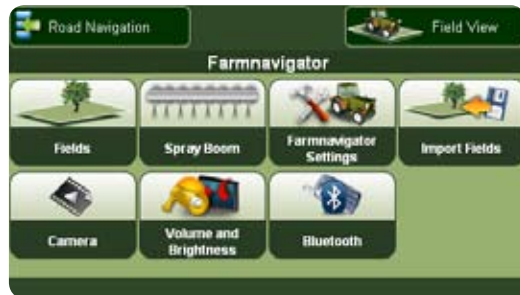 Road Navigation
Field View
Farmnavigator
Fields
Spray Boom
Farmnavigator
Settings
Import Fields
Camera
Volume and
Brightness
Bluetooth